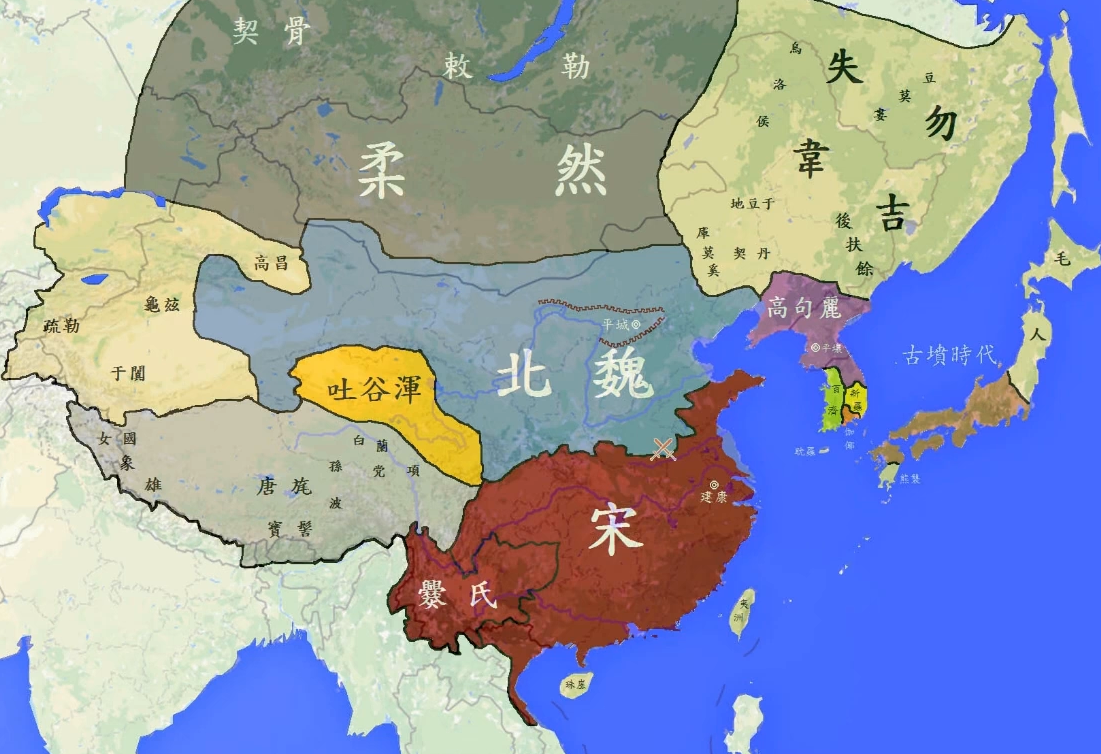 契骨
敕勒
柔然
烏洛侯
失韋
豆莫婁
勿吉
地豆于
庫莫奚
契丹
後扶餘
高昌
龜茲
疏勒
于闐
吐谷渾
平城
北魏
高句麗
平壤
百濟
新羅
耽羅
古墳時代
毛人
熊襲
女國
象雄
白蘭
党項
孫波
唐旄
寶髻
建康
宋
爨氏
夷洲
珠崖